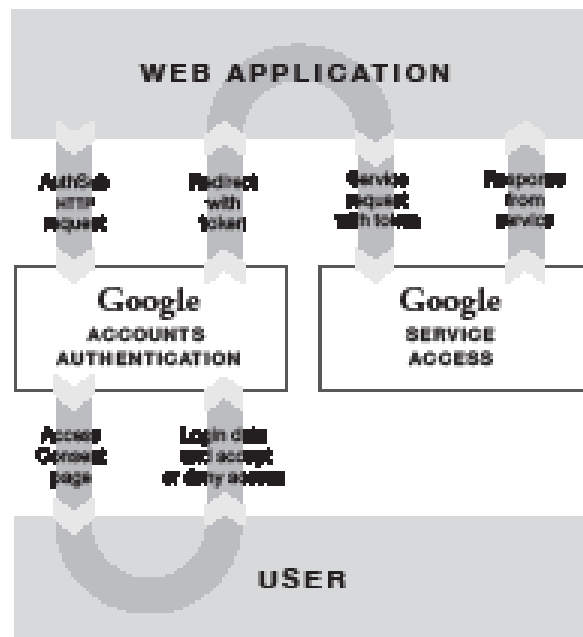 WEB APPLICATION
AuthSub
HTTP
request
Redirect
with
token
Service
request
with token
Response
from
service
Google
ACCOUNTS
AUTHENTICATION
Google
SERVICE
ACCESS
Access
Consent
page
Login data
and accept
or deny access
USER